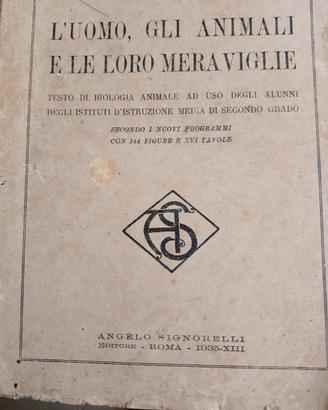 L'UOMO, GLI ANIMALI
E LE LORO MERAVIGLIE
TESTO DI BIOLOGIA ANIMALE AD USO DEGLI ALUNNI
DEGLI ISTITUTI D'ISTRUZIONE MEDIA DI SECONDO GRADO
SECONDO I NUOVI PROGRAMMI
CON 344 FIGURE E XVI TAVOLE
AS
ANGELO SIGNORELLI
EDITORE - ROMA - 1935-XIII